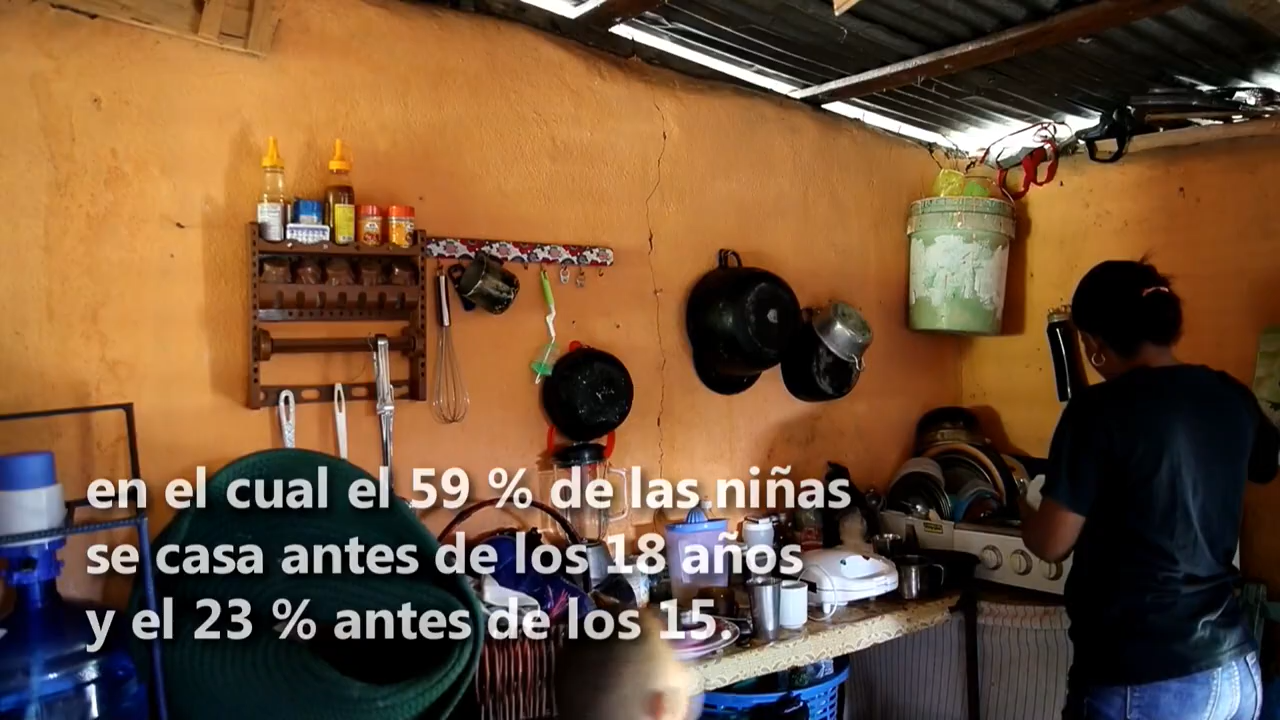 en el cual el 59 % de las niñas
se casa antes de los 18 años
y el 23 % antes de los 15.